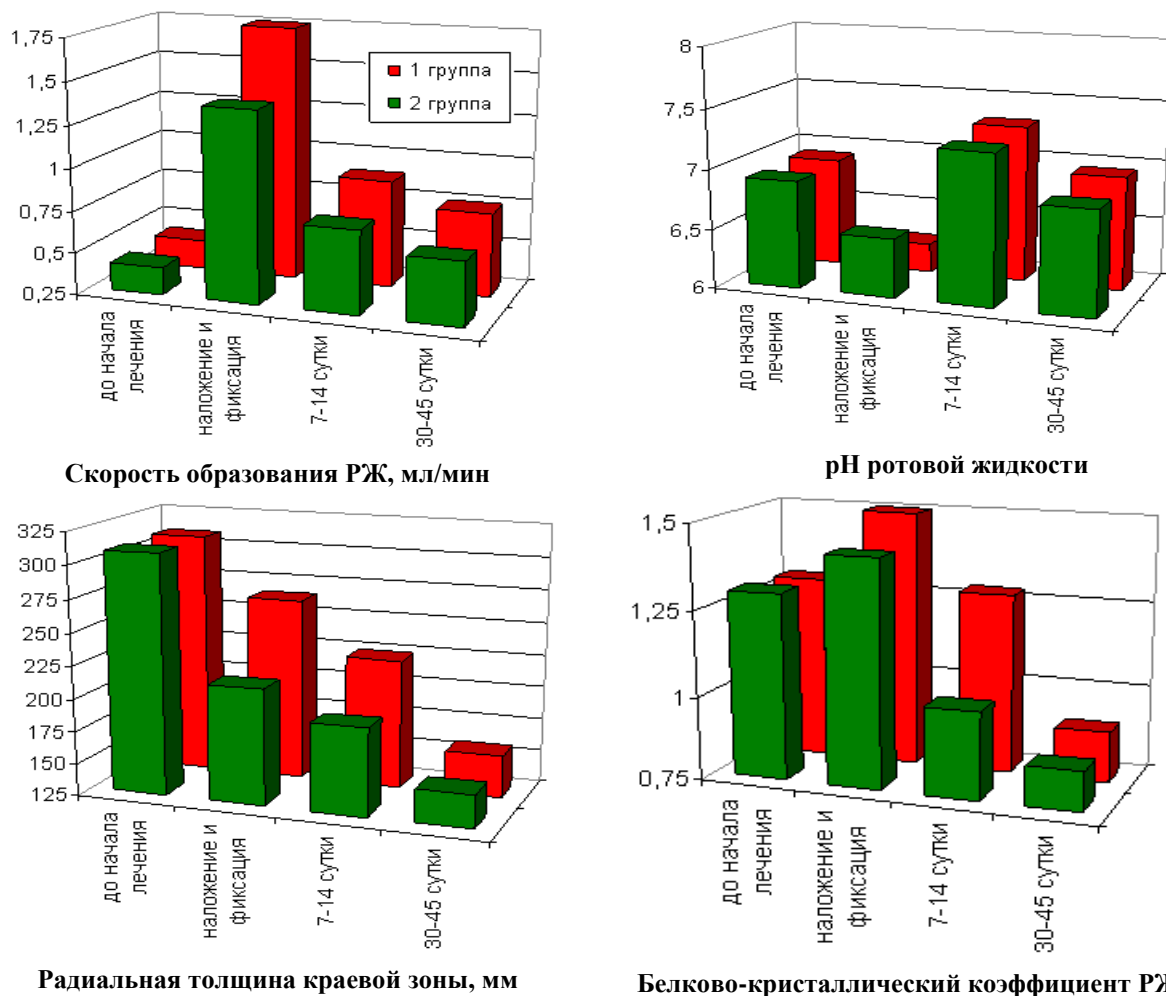 1,75
1,5
1,25
1
0,75
0,5
0,25
1 группа
2 группа
до начала
лечения
наложение и
фиксация
7-14 сутки
30-45 сутки
Скорость образования РЖ, мл/мин
8
7,5
7
6,5
6
до начала
лечения
наложение и
фиксация
7-14 сутки
30-45 сутки
рН ротовой жидкости
325
300
275
250
225
200
175
150
125
до начала
лечения
наложение и
фиксация
7-14 сутки
30-45 сутки
Радиальная толщина краевой зоны, мм
1,5
1,25
1
0,75
до начала
лечения
наложение и
фиксация
7-14 сутки
30-45 сутки
Белково-кристаллический коэффициент РЖ